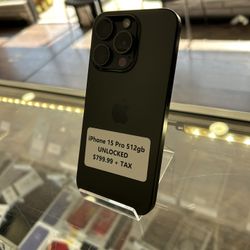 iPhone 15 Pro 512gb
UNLOCKED
$799.99 + TAX